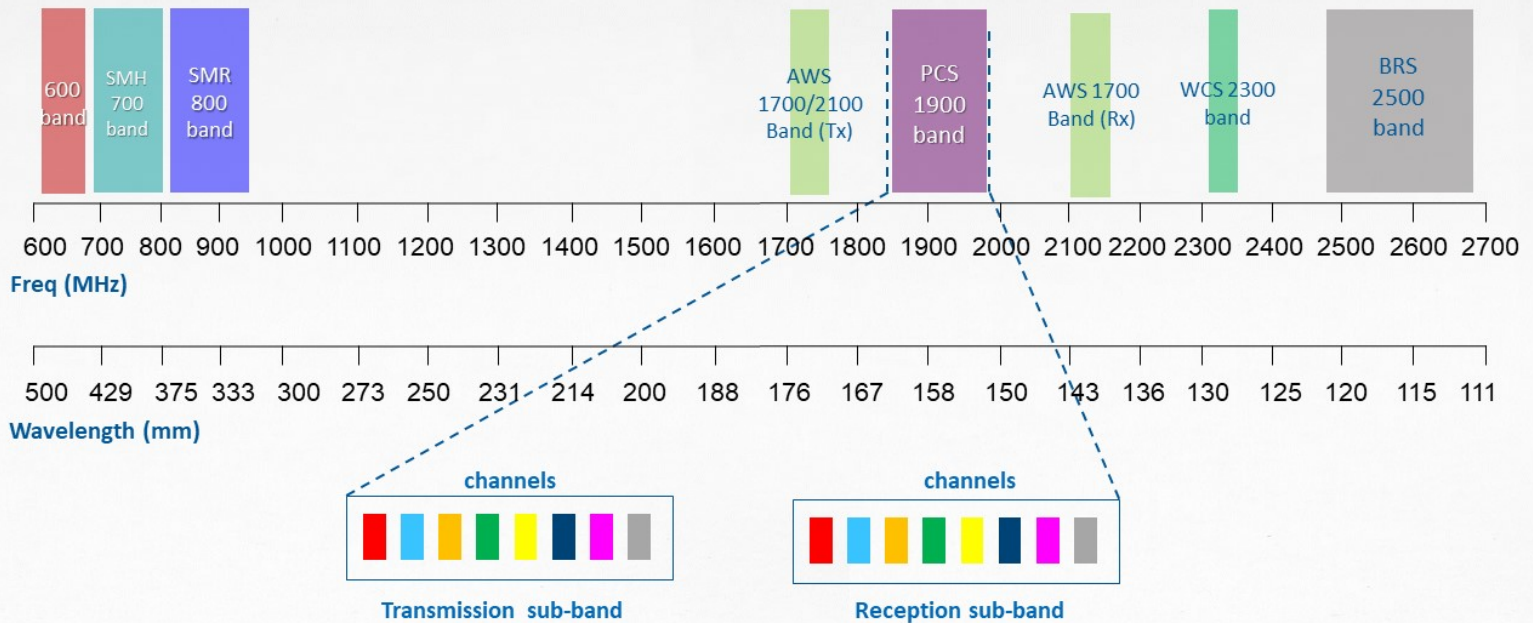 600
band
SMH
700
band
SMR
800
band
AWS
1700/2100
Band (Tx)
PCS
1900
band
AWS 1700
Band (Rx)
WCS 2300
band
BRS
2500
band
600 700 800 900 1000 1100 1200 1300 1400 1500 1600 1700 1800 1900 2000 2100 2200 2300 2400 2500 2600 2700
Freq (MHz)
500 429 375 333 300 273 250 231 214 200 188 176 167 158 150 143 136 130 125 120 115 111
Wavelength (mm)
channels
channels
Transmission sub-band
Reception sub-band